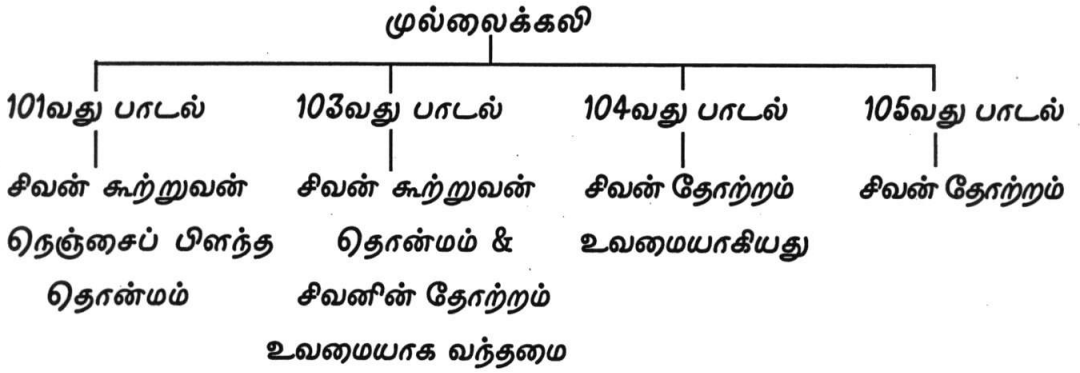 முல்லைக்கலி
101வது பாடல்
103வது பாடல்
104வது பாடல்
105வது பாடல்
சிவன் கூற்றுவன்
நெஞ்சைப் பிளந்த
தொன்மம்
சிவன் கூற்றுவன்
தொன்மம் &
சிவனின் தோற்றம்
உவமையாக வந்தமை
சிவன் தோற்றம்
உவமையாகியது
சிவன் தோற்றம்